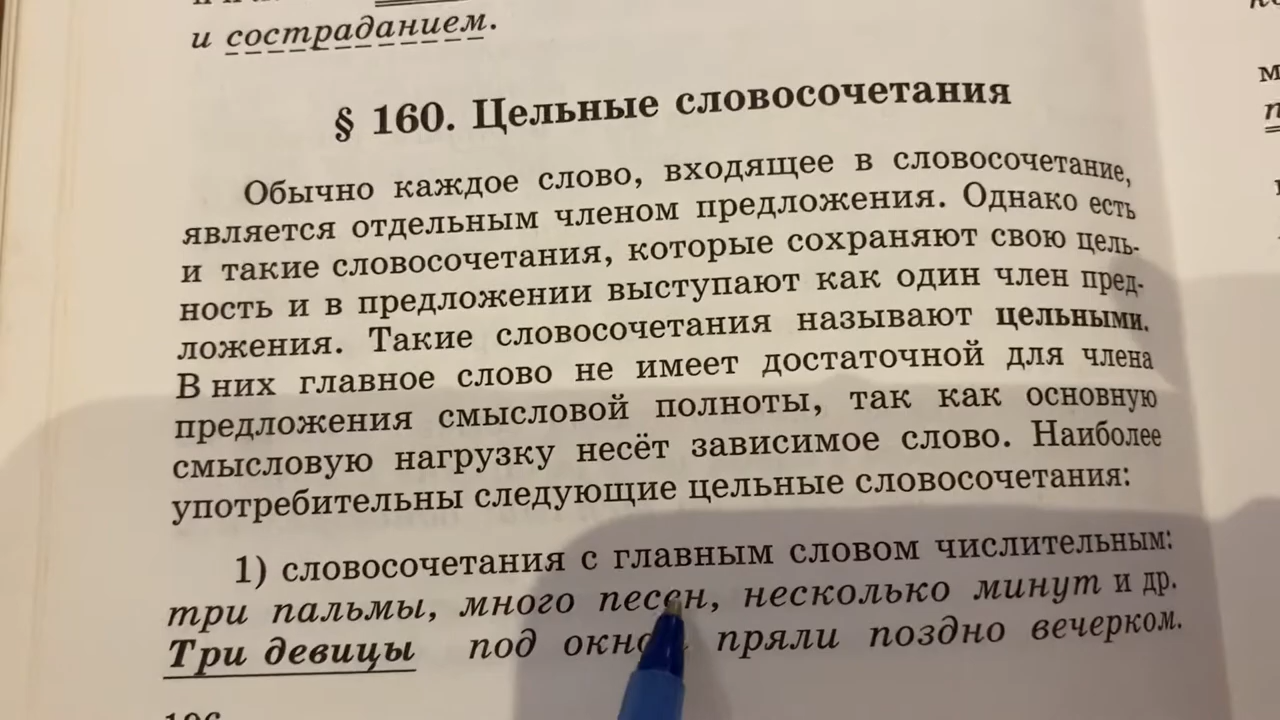 и состраданием.
§ 160. Цельные словосочетания
Обычно каждое слово, входящее в словосочетание,
является отдельным членом предложения. Однако есть
и такие словосочетания, которые сохраняют свою цель-
ность и в предложении выступают как один член пред-
ложения. Такие словосочетания называют цельными.
В них главное слово не имеет достаточной для члена
предложения смысловой полноты, так как основную
смысловую нагрузку несёт зависимое слово. Наиболее
употребительны следующие цельные словосочетания:
1) словосочетания с главным словом числительным:
три пальмы, много песен, несколько минут и др.
Три девицы под пряли поздно вечерком.